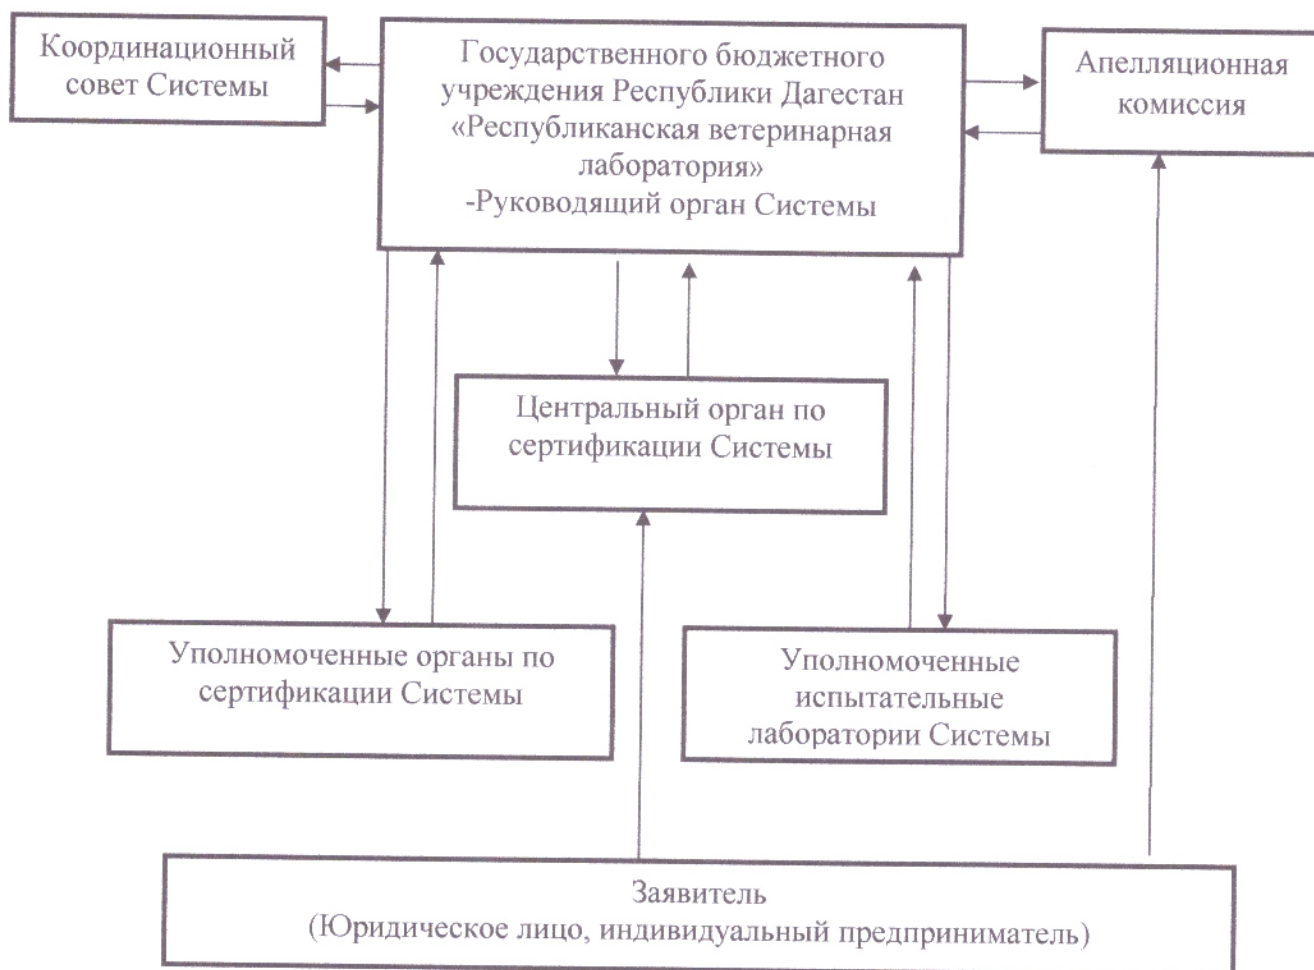 Координационный
совет Системы
Государственного бюджетного
учреждения Республики Дагестан
«Республиканская ветеринарная
лаборатория»
-Руководящий орган Системы
Апелляционная
комиссия
Центральный орган по
сертификации Системы
Уполномоченные органы по
сертификации Системы
Уполномоченные
испытательные
лаборатории Системы
Заявитель
(Юридическое лицо, индивидуальный предприниматель)